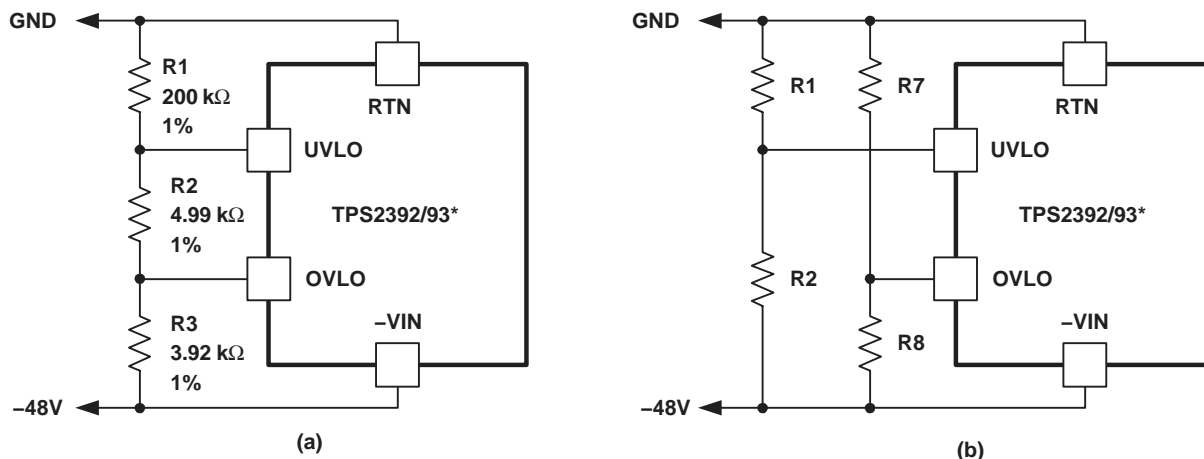 GND
R1
200 kΩ
1%
RTN
UVLO
R2
4.99 kΩ
1%
TPS2392/93*
OVLO
R3
3.92 kΩ
1%
–VIN
–48V
(a)
GND
R1
R7
RTN
UVLO
TPS2392/93*
R2
OVLO
–VIN
R8
–48V
(b)